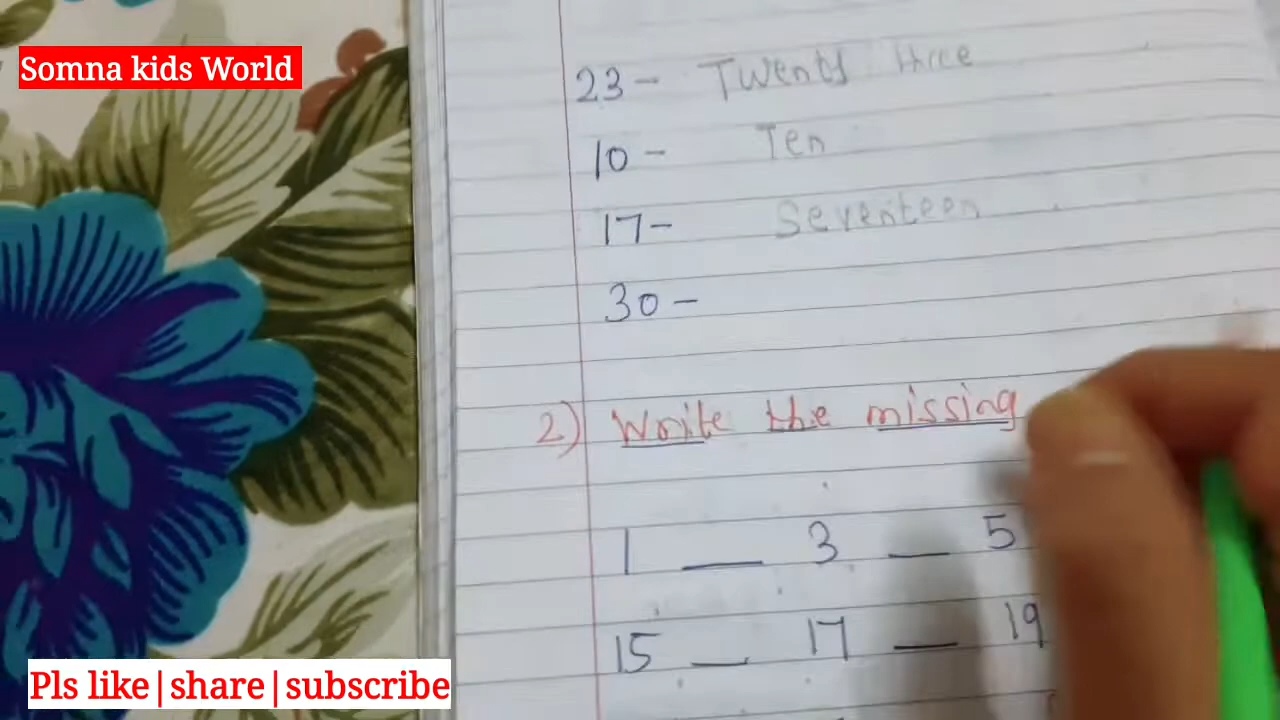 Somna kids World
23 - Twenty three
10 - Ten
17 - Seventeen
30 -
2) Write the missing
1 __ 3 __ 5
15 __ 17 __ 19
Pls like|share|subscribe